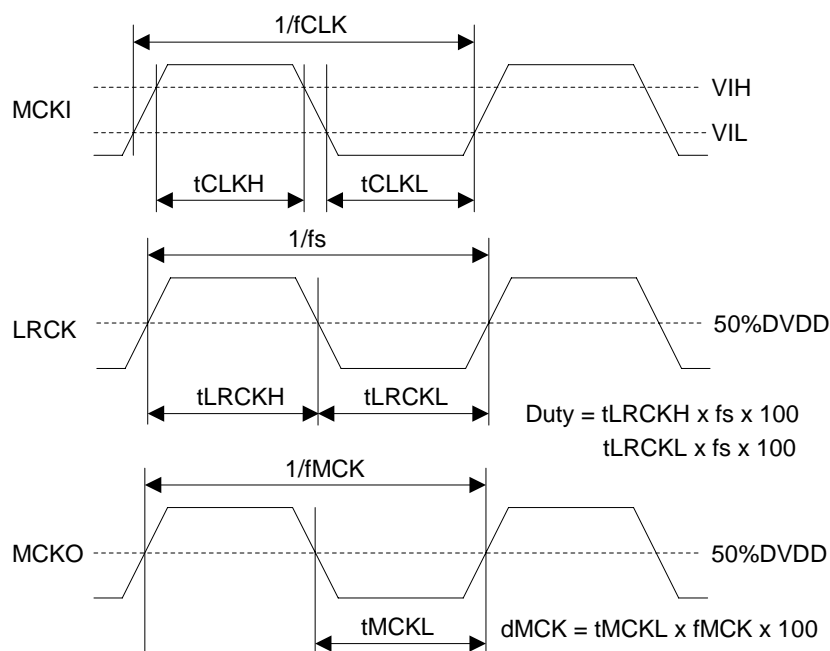 1/fCLK
VIH
MCKI
VIL
tCLKH tCLKL
1/fs
LRCK 50%DVDD
tLRCKH tLRCKL
Duty = tLRCKH x fs x 100
tLRCKL x fs x 100
1/fMCK
MCKO 50%DVDD
tMCKL dMCK = tMCKL x fMCK x 100